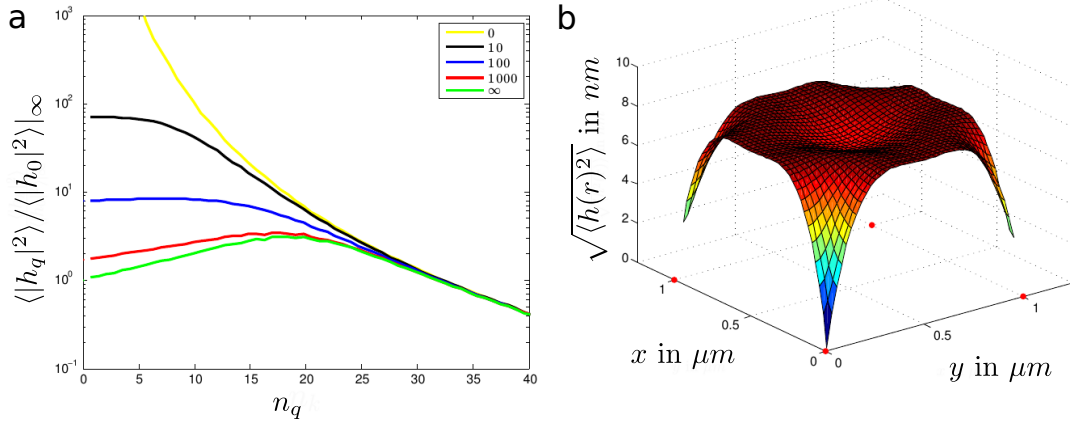 a
⟨|h_q|^2⟩/⟨|h_0|^2⟩|_∞
10^3
10^2
10^1
10^0
10^{-1}
0 5 10 15 20 25 30 35 40
n_q
0
10
100
1000
∞
b
√⟨h(r)^2⟩ in nm
10
8
6
4
2
0
1
0.5
0
x in μm
0
0.5
1
y in μm